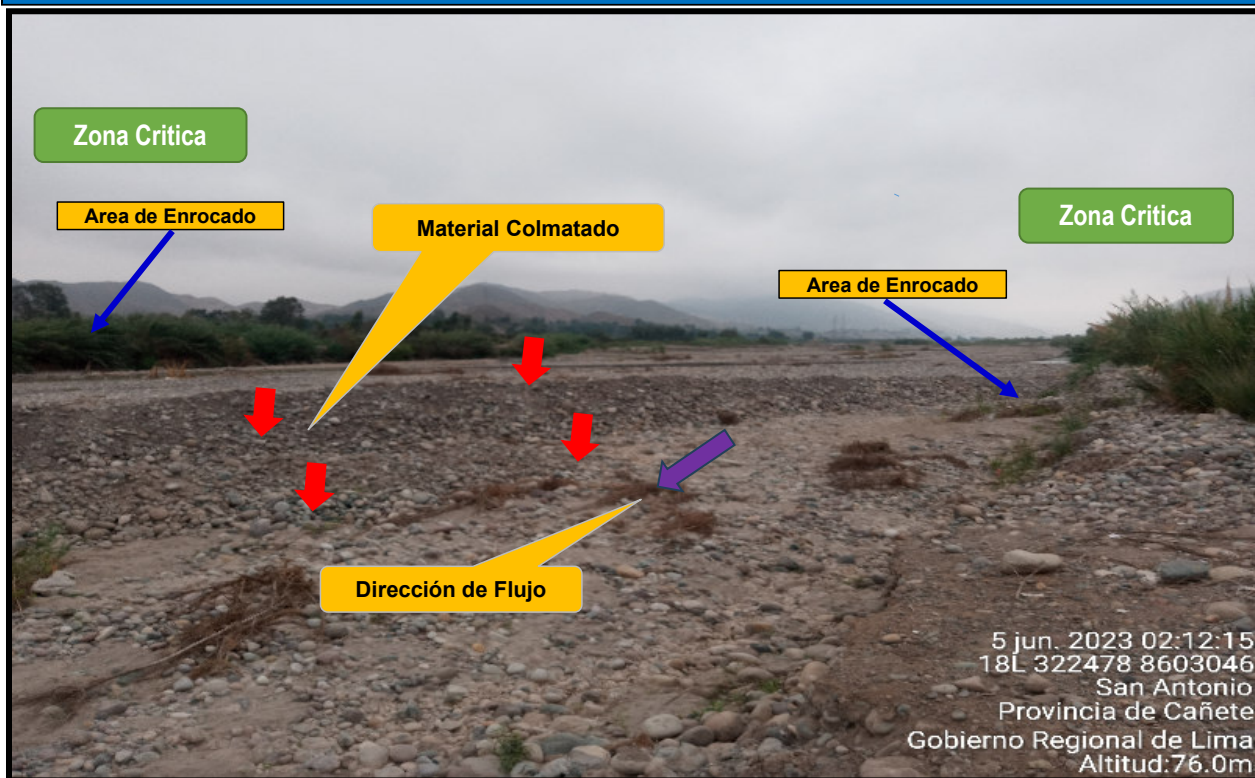 Zona Critica
Area de Enrocado
Material Colmatado
Zona Critica
Area de Enrocado
Dirección de Flujo
5 jun. 2023 02:12:15
18L 322478 8603046
San Antonio
Provincia de Cañete
Gobierno Regional de Lima
Altitud:76.0m